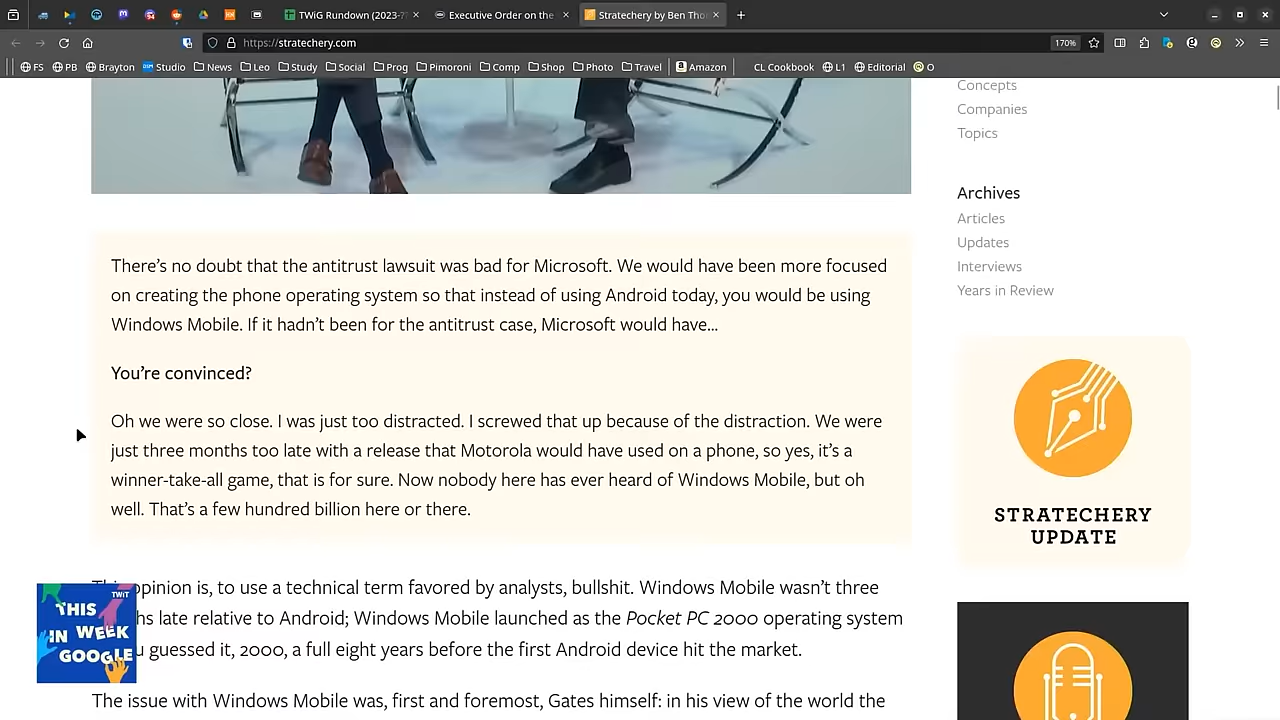 TWiG Rundown (2023-
Executive Order on the
Stratechery by Ben Tho
https://stratechery.com
170%
FS
PB
Brayton
Studio
News
Leo
Study
Social
Prog
Pimoroni
Comp
Shop
Photo
Travel
Amazon
CL Cookbook
L1
Editorial
O
Concepts
Companies
Topics
Archives
Articles
Updates
Interviews
Years in Review
There’s no doubt that the antitrust lawsuit was bad for Microsoft. We would have been more focused
on creating the phone operating system so that instead of using Android today, you would be using
Windows Mobile. If it hadn’t been for the antitrust case, Microsoft would have…
You’re convinced?
Oh we were so close. I was just too distracted. I screwed that up because of the distraction. We were
just three months too late with a release that Motorola would have used on a phone, so yes, it’s a
winner-take-all game, that is for sure. Now nobody here has ever heard of Windows Mobile, but oh
well. That’s a few hundred billion here or there.
STRATECHERY
UPDATE
This opinion is, to use a technical term favored by analysts, bullshit. Windows Mobile wasn’t three
hs late relative to Android; Windows Mobile launched as the Pocket PC 2000 operating system
u guessed it, 2000, a full eight years before the first Android device hit the market.
The issue with Windows Mobile was, first and foremost, Gates himself: in his view of the world the
TWiT
THIS
IN WEEK
GOOGLE